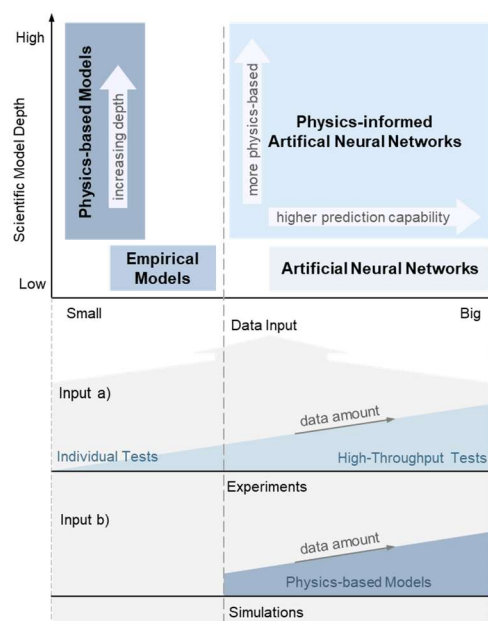 High
Scientific Model Depth
Physics-based Models
increasing depth
more physics-based
Physics-informed
Artifical Neural Networks
higher prediction capability
Empirical
Models
Artificial Neural Networks
Low
Small
Data Input
Big
Input a)
data amount
Individual Tests
High-Throughput Tests
Experiments
Input b)
data amount
Physics-based Models
Simulations